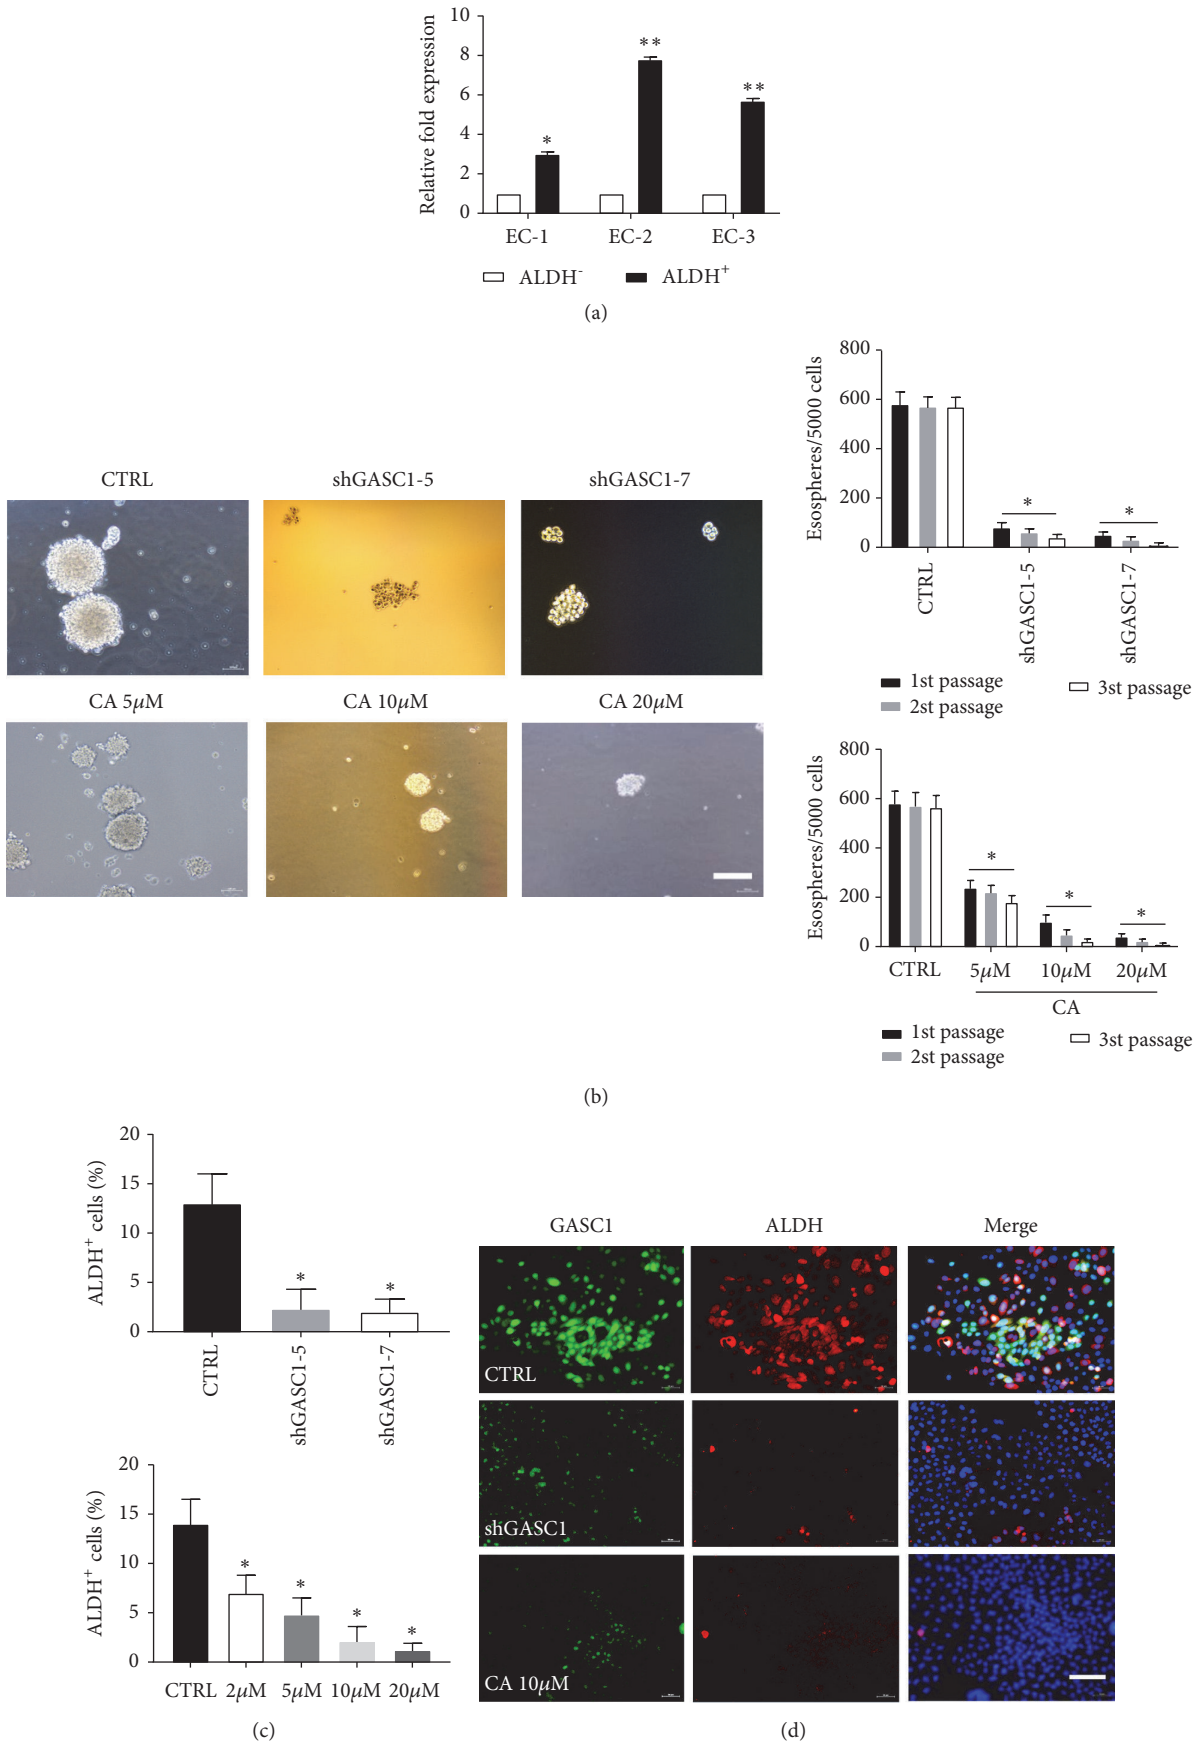 Relative fold expression
10
8
6
4
2
0
*
**
**
EC-1 EC-2 EC-3
ALDH⁻ ALDH⁺
(a)
CTRL shGASC1-5 shGASC1-7
CA 5μM CA 10μM CA 20μM
Esospheres/5000 cells
800
600
400
200
0
* *
CTRL shGASC1-5 shGASC1-7
1st passage 3st passage
2st passage
Esospheres/5000 cells
800
600
400
200
0
* * *
CTRL 5μM 10μM 20μM
CA
1st passage 3st passage
2st passage
(b)
ALDH⁺ cells (%)
20
15
10
5
0
* *
CTRL shGASC1-5 shGASC1-7
ALDH⁺ cells (%)
20
15
10
5
0
* * * *
CTRL 2μM 5μM 10μM 20μM
(c)
GASC1 ALDH Merge
CTRL
shGASC1
CA 10μM
(d)